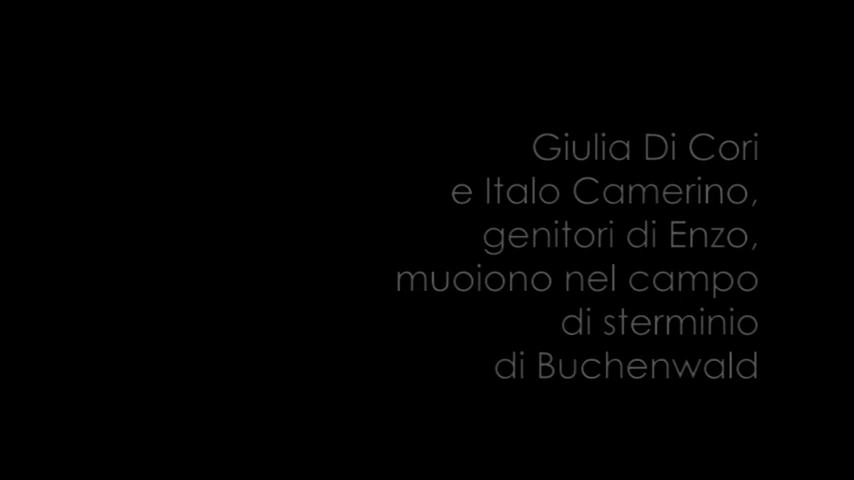 Giulia Di Cori
e Italo Camerino,
genitori di Enzo,
muoiono nel campo
di sterminio
di Buchenwald